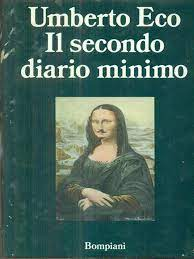 Umberto Eco
Il secondo
diario minimo
Bompiani